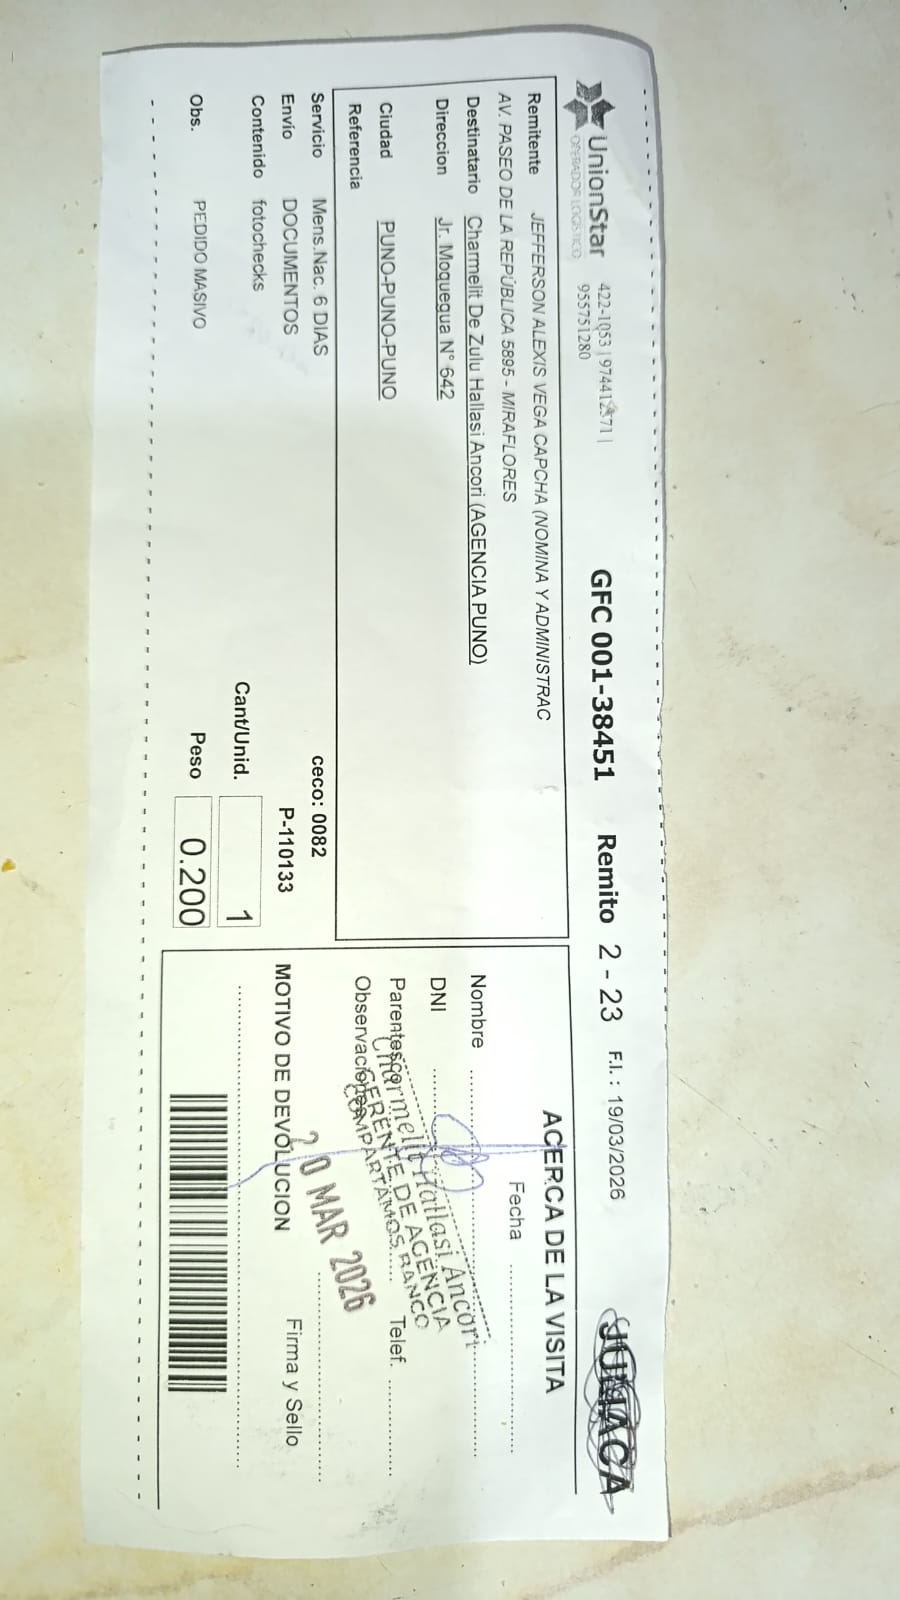 UnionStar
OPERADOR LOGISTICO
422-1053 | 974412371 |
955751280
GFC 001-38451 Remito 2 - 23 F.I. : 19/03/2026
JULIACA
Remitente JEFFERSON ALEXIS VEGA CAPCHA (NOMINA Y ADMINISTRAC
AV. PASEO DE LA REPÚBLICA 5895 - MIRAFLORES
Destinatario Charmelit De Zulu Hallasi Ancori (AGENCIA PUNO)
Direccion Jr. Moquegua N° 642
Ciudad PUNO-PUNO-PUNO
Referencia
Servicio Mens.Nac. 6 DIAS ceco: 0082
Envío DOCUMENTOS P-110133
Contenido fotochecks Cant/Unid. 1
Obs. PEDIDO MASIVO Peso 0.200
ACERCA DE LA VISITA
Fecha
Nombre
DNI
Parentesco Telef.
Observaciones
Charmelit Hallasi Ancori
GERENTE DE AGENCIA
COMPARTAMOS BANCO
20 MAR 2026
MOTIVO DE DEVOLUCION Firma y Sello